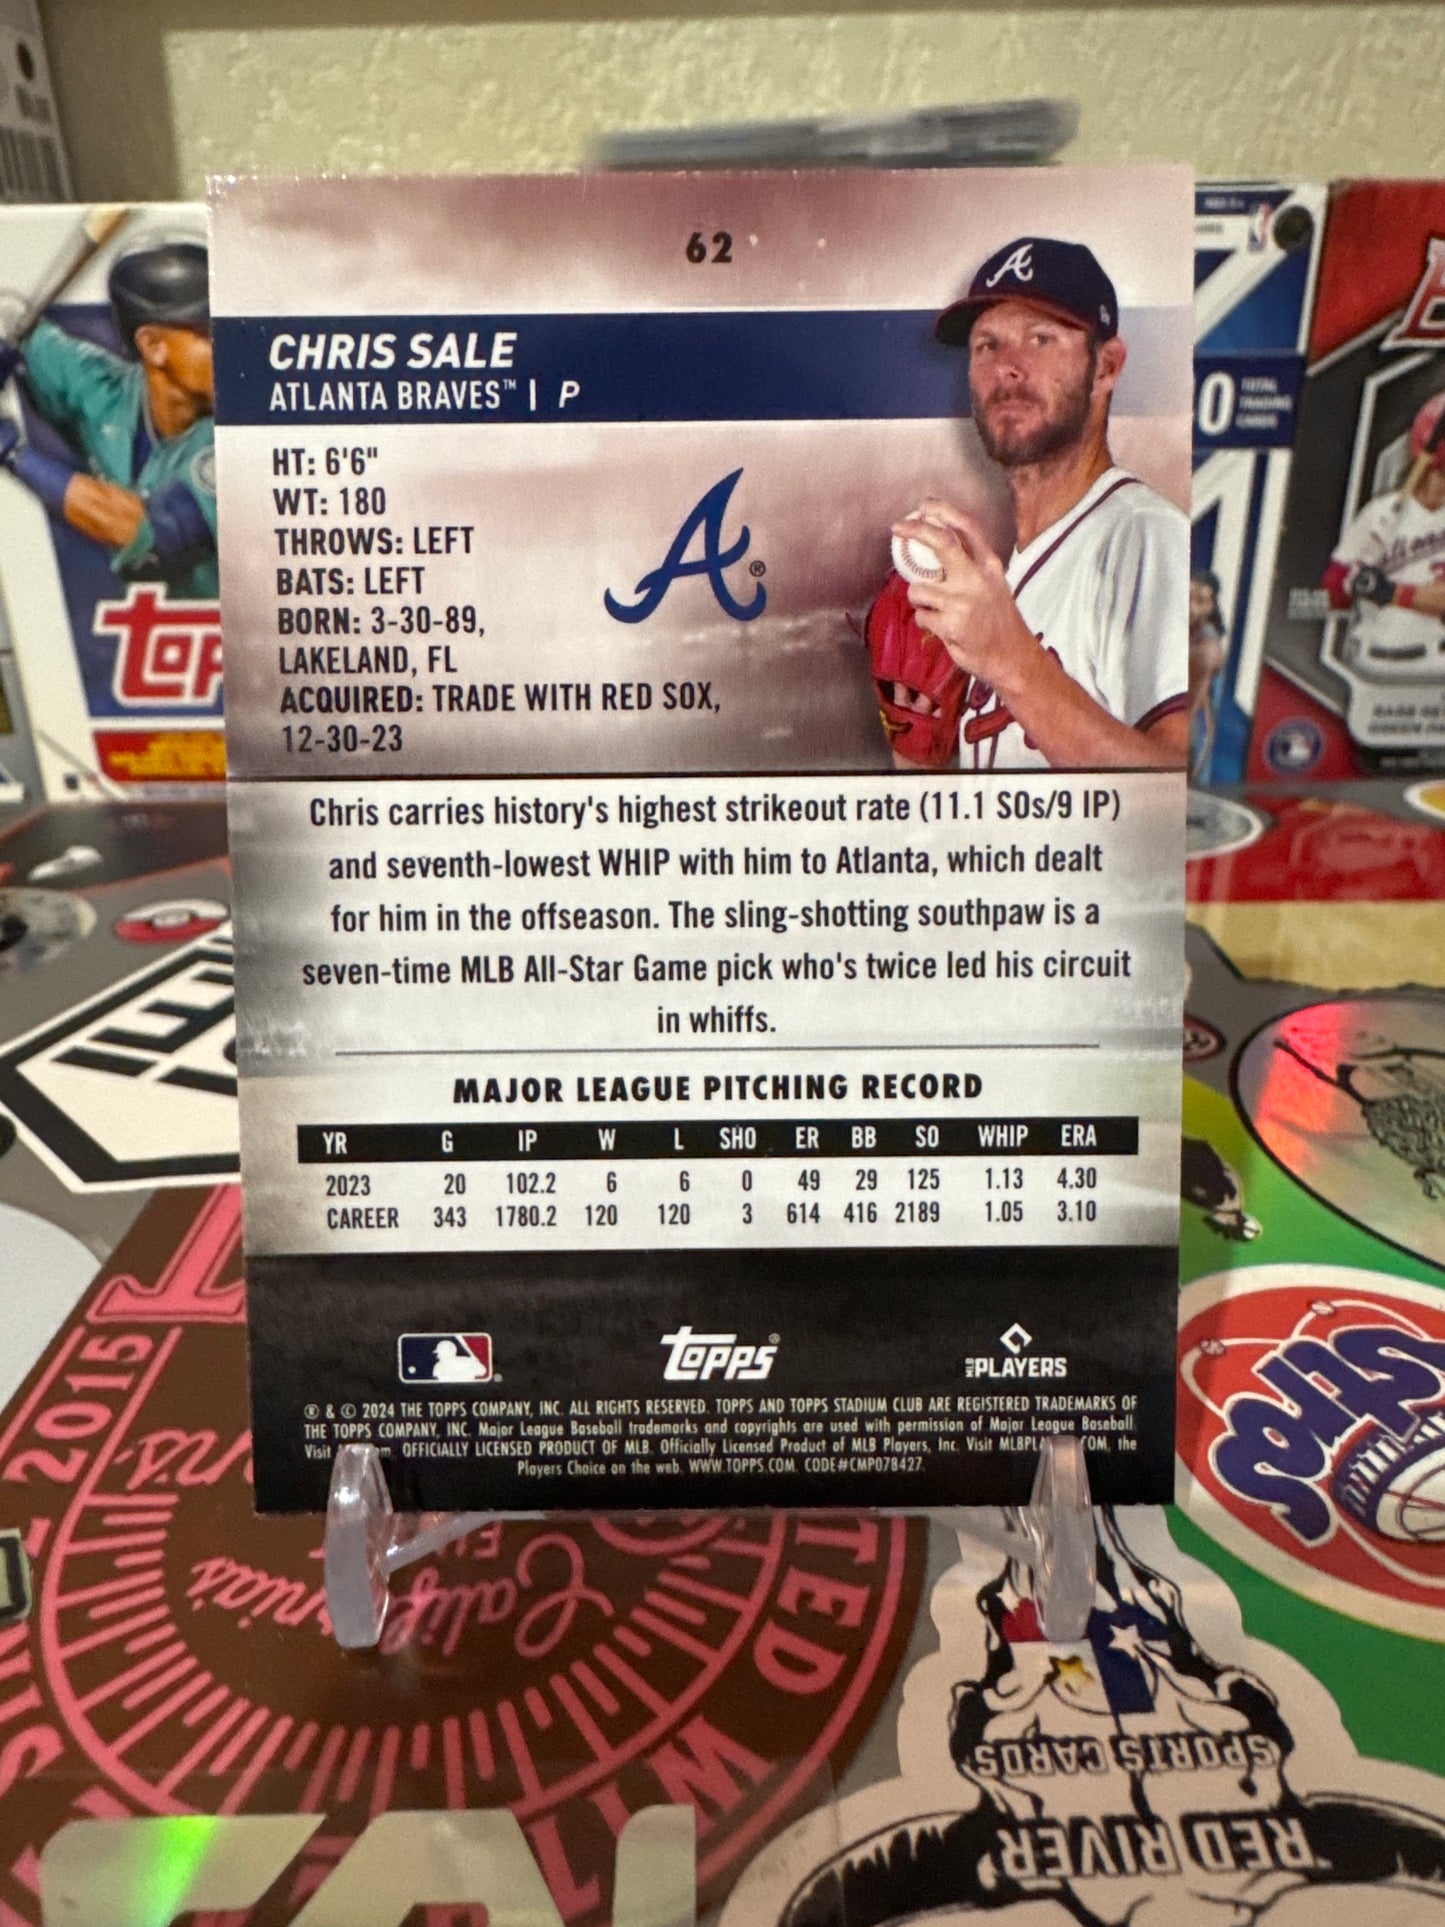 62
CHRIS SALE
ATLANTA BRAVES™ | P
HT: 6'6"
WT: 180
THROWS: LEFT
BATS: LEFT
BORN: 3-30-89,
LAKELAND, FL
ACQUIRED: TRADE WITH RED SOX,
12-30-23
A®
Chris carries history's highest strikeout rate (11.1 SOs/9 IP)
and seventh-lowest WHIP with him to Atlanta, which dealt
for him in the offseason. The sling-shotting southpaw is a
seven-time MLB All-Star Game pick who's twice led his circuit
in whiffs.
MAJOR LEAGUE PITCHING RECORD
YR G IP W L SHO ER BB SO WHIP ERA
2023 20 102.2 6 6 0 49 29 125 1.13 4.30
CAREER 343 1780.2 120 120 3 614 416 2189 1.05 3.10
TOPPS®
MLB PLAYERS
® & © 2024 THE TOPPS COMPANY, INC. ALL RIGHTS RESERVED. TOPPS AND TOPPS STADIUM CLUB ARE REGISTERED TRADEMARKS OF
THE TOPPS COMPANY, INC. Major League Baseball trademarks and copyrights are used with permission of Major League Baseball.
Visit OFFICIALLY LICENSED PRODUCT OF MLB. Officially Licensed Product of MLB Players, Inc. Visit the
Players Choice on the web. WWW.TOPPS.COM. CODE#CMP078427.
TOTAL
TRADING
CARDS
2015
SPORTS CARDS
RED RIVER